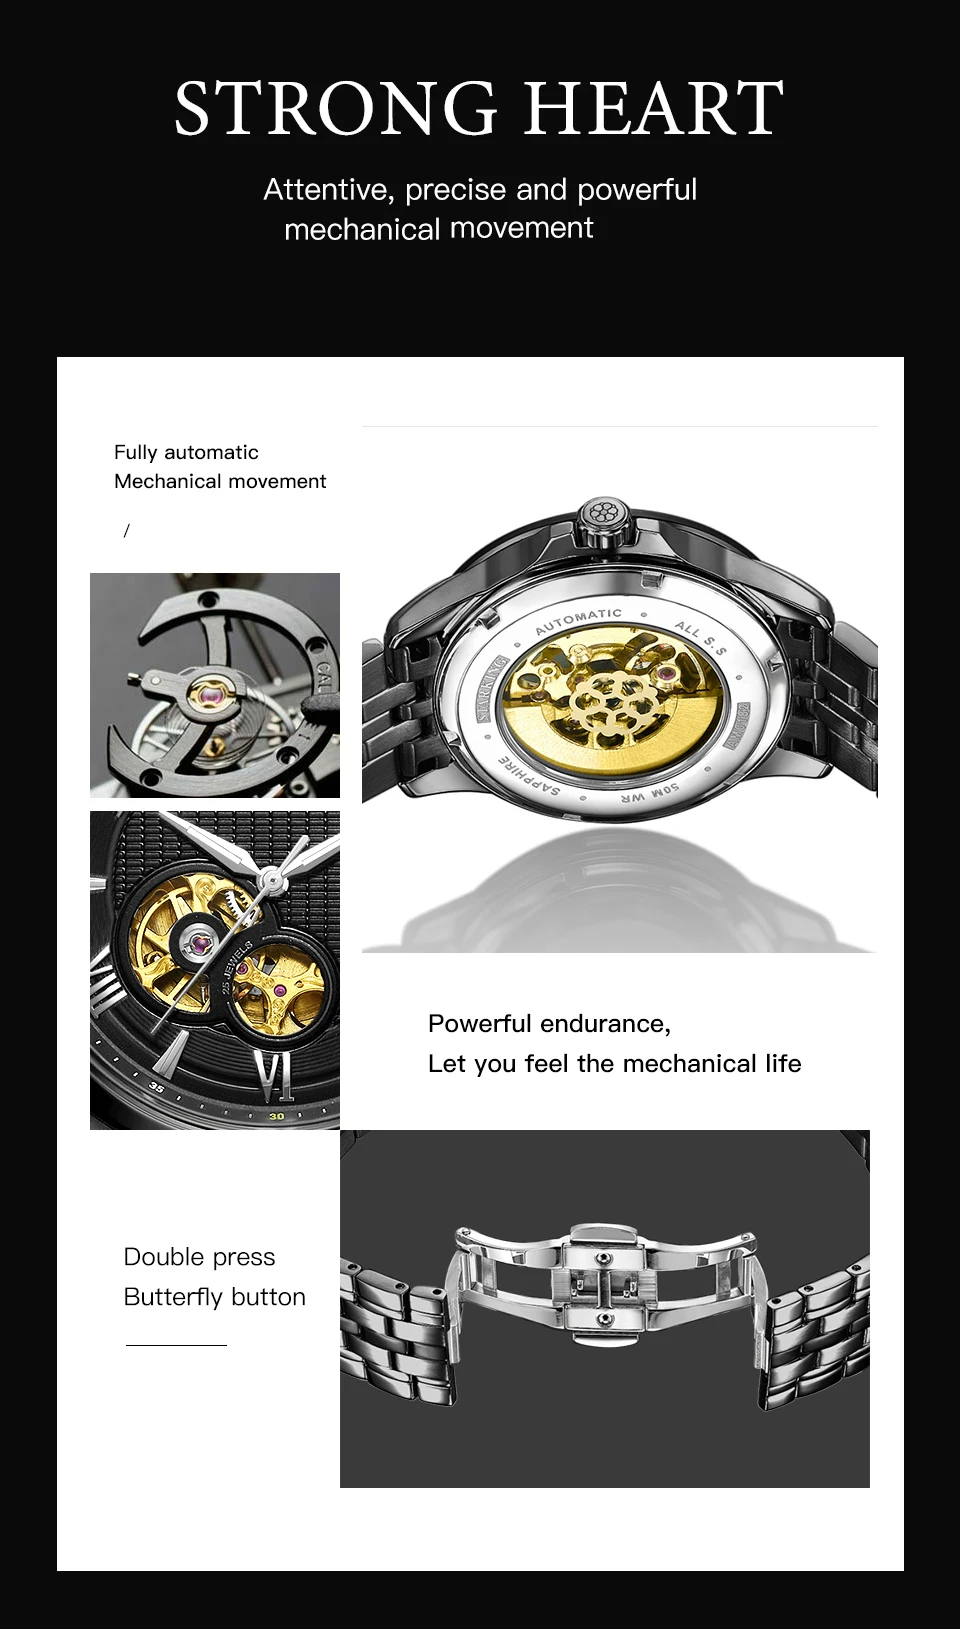 STRONG HEART
Attentive, precise and powerful
mechanical movement
Fully automatic
Mechanical movement
/
AUTOMATIC
ALL S.S
STARKING
SAPPHIRE
50M WR
CAL
25 JEWELS
35
VI
30
Powerful endurance,
Let you feel the mechanical life
Double press
Butterfly button